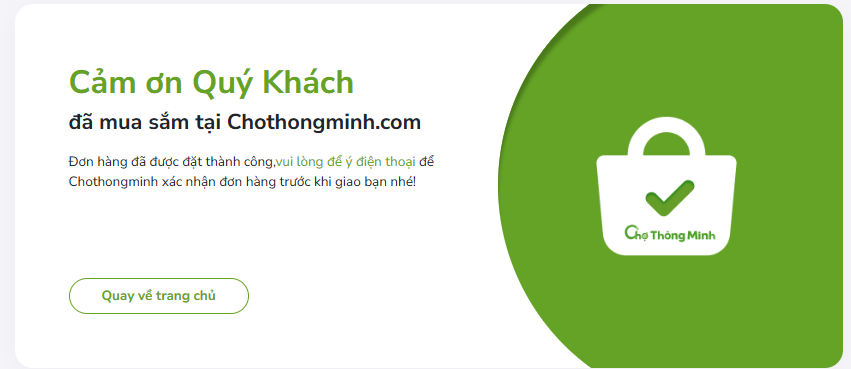 Cảm ơn Quý Khách
đã mua sắm tại Chothongminh.com
Đơn hàng đã được đặt thành công,vui lòng để ý điện thoại để
Chothongminh xác nhận đơn hàng trước khi giao bạn nhé!
Chợ Thông Minh
Quay về trang chủ